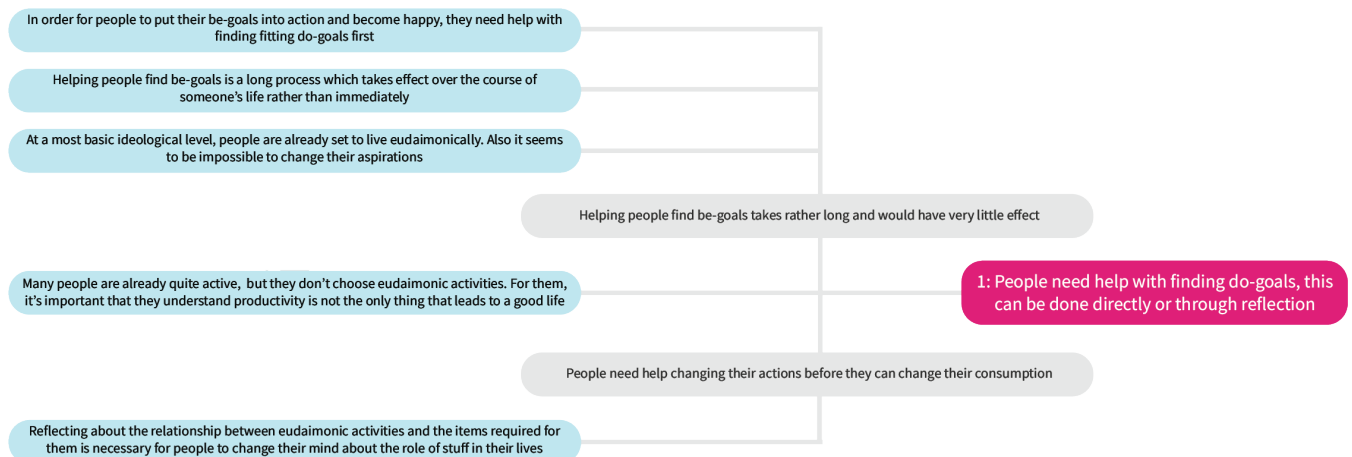 In order for people to put their be-goals into action and become happy, they need help with
finding fitting do-goals first
Helping people find be-goals is a long process which takes effect over the course of
someone's life rather than immediately
At a most basic ideological level, people are already set to live eudaimonically. Also it seems
to be impossible to change their aspirations
Helping people find be-goals takes rather long and would have very little effect
Many people are already quite active, but they don't choose eudaimonic activities. For them,
it's important that they understand productivity is not the only thing that leads to a good life
1: People need help with finding do-goals, this
can be done directly or through reflection
People need help changing their actions before they can change their consumption
Reflecting about the relationship between eudaimonic activities and the items required for
them is necessary for people to change their mind about the role of stuff in their lives